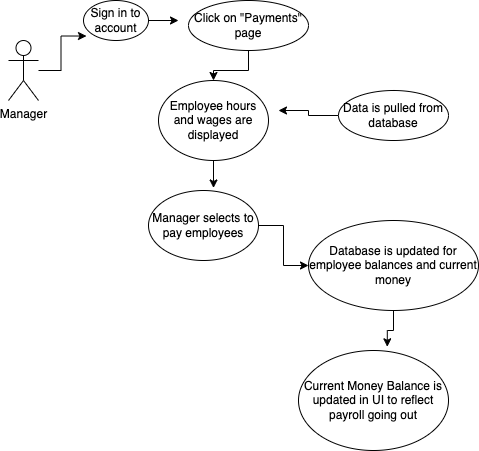 Sign in to
account
Click on "Payments"
page
Manager
Employee hours
and wages are
displayed
Data is pulled from
database
Manager selects to
pay employees
Database is updated for
employee balances and current
money
Current Money Balance is
updated in UI to reflect
payroll going out